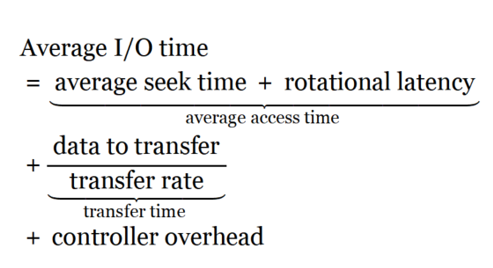 Average I/O time
= average seek time + rotational latency
average access time
data to transfer
+
transfer rate
transfer time
+ controller overhead